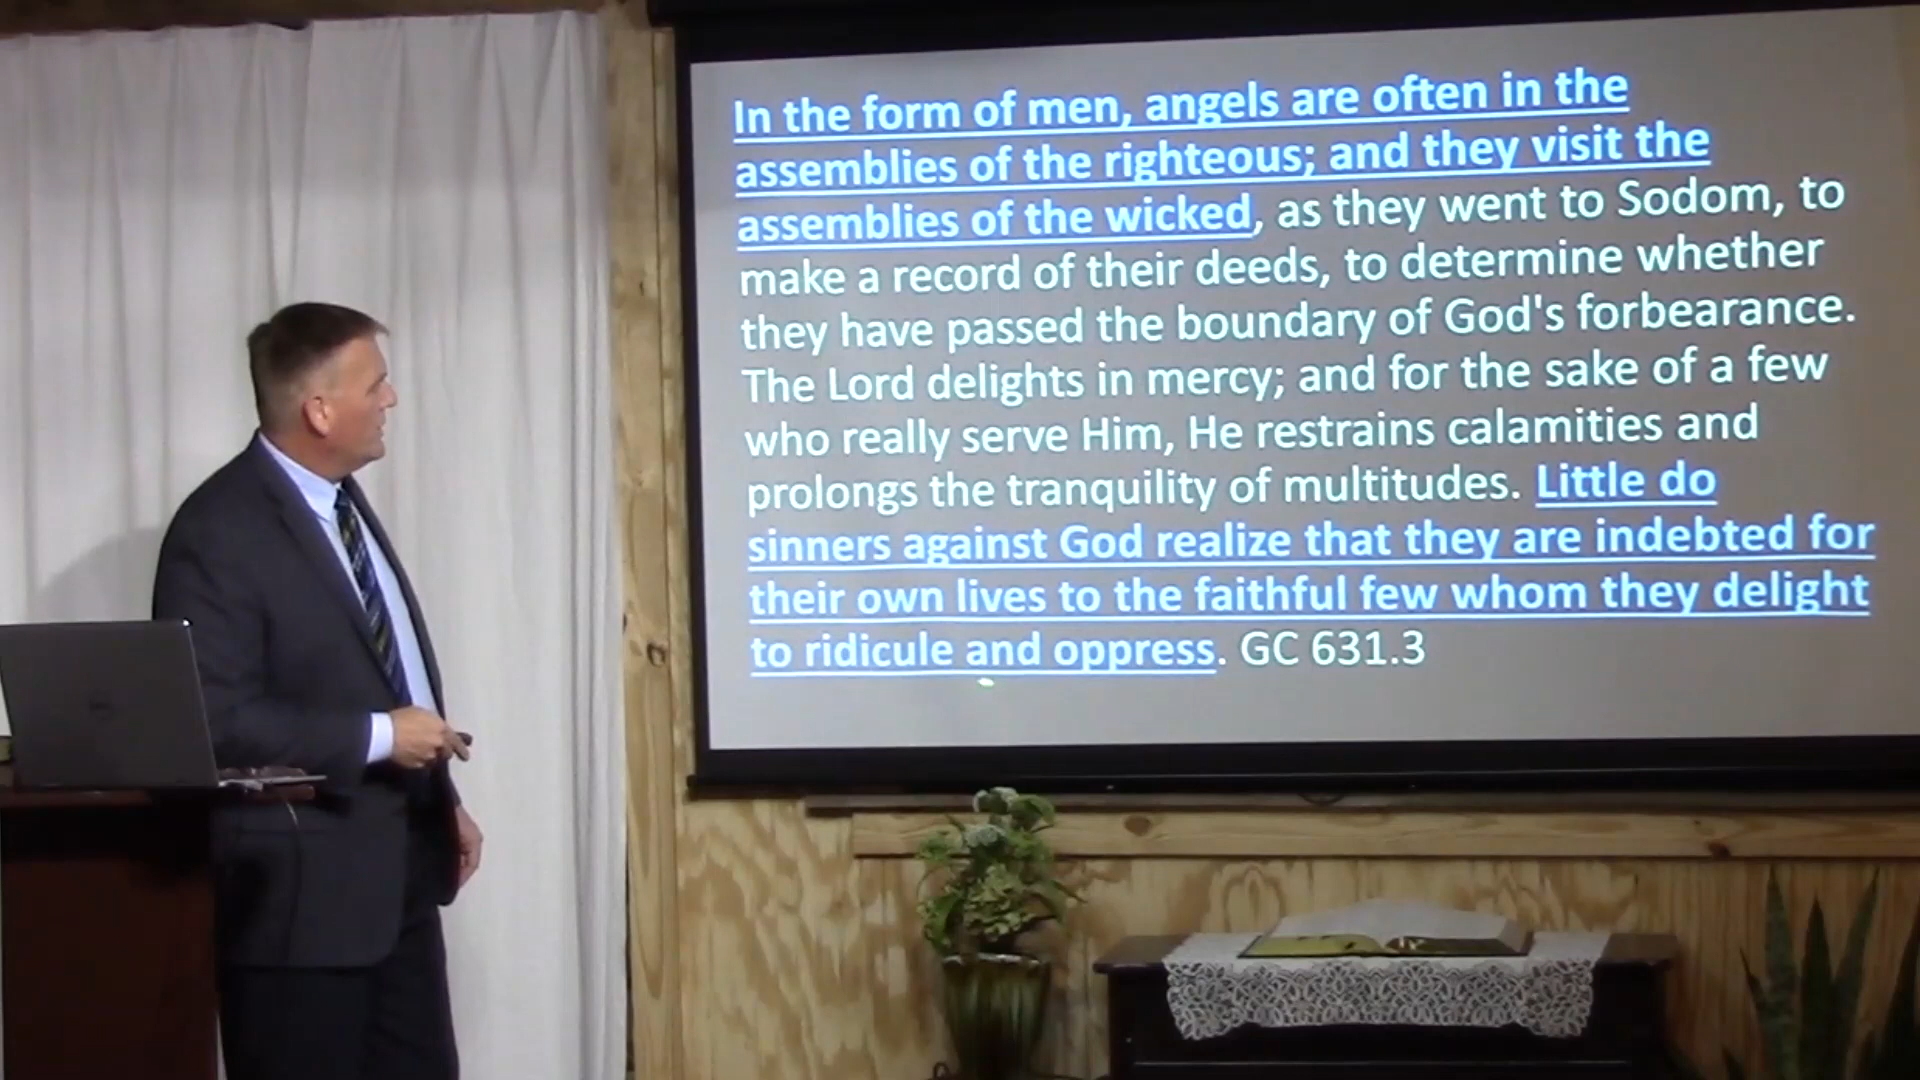 In the form of men, angels are often in the
assemblies of the righteous; and they visit the
assemblies of the wicked, as they went to Sodom, to
make a record of their deeds, to determine whether
they have passed the boundary of God's forbearance.
The Lord delights in mercy; and for the sake of a few
who really serve Him, He restrains calamities and
prolongs the tranquility of multitudes. Little do
sinners against God realize that they are indebted for
their own lives to the faithful few whom they delight
to ridicule and oppress. GC 631.3